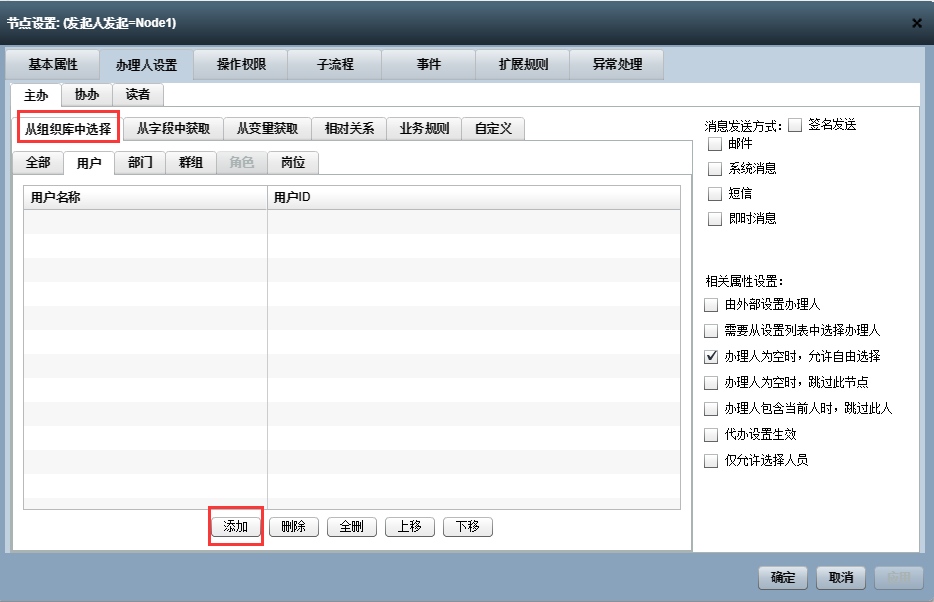 节点设置: (发起人发起=Node1)
基本属性 办理人设置 操作权限 子流程 事件 扩展规则 异常处理
主办 协办 读者
从组织库中选择 从字段中获取 从变量获取 相对关系 业务规则 自定义
全部 用户 部门 群组 角色 岗位
用户名称 用户ID
添加 删除 全删 上移 下移
消息发送方式: 签名发送
邮件
系统消息
短信
即时消息
相关属性设置:
由外部设置办理人
需要从设置列表中选择办理人
办理人为空时，允许自由选择
办理人为空时，跳过此节点
办理人包含当前人时，跳过此人
代办设置生效
仅允许选择人员
确定 取消 应用